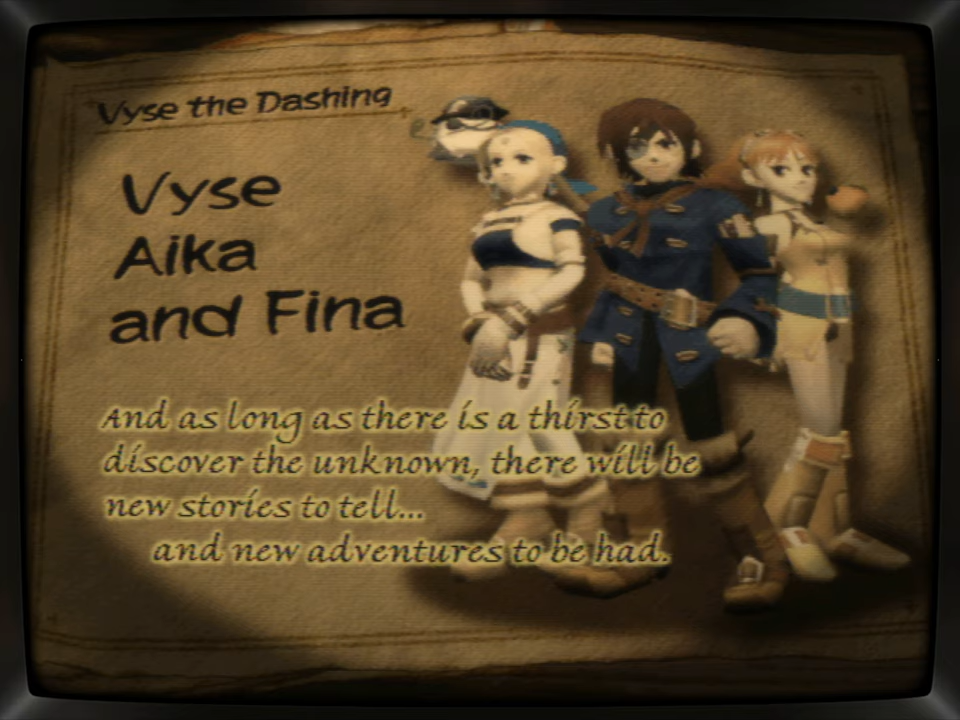 Vyse the Dashing
Vyse
Aika
and Fina
And as long as there is a thirst to
discover the unknown, there will be
new stories to tell...
and new adventures to be had.